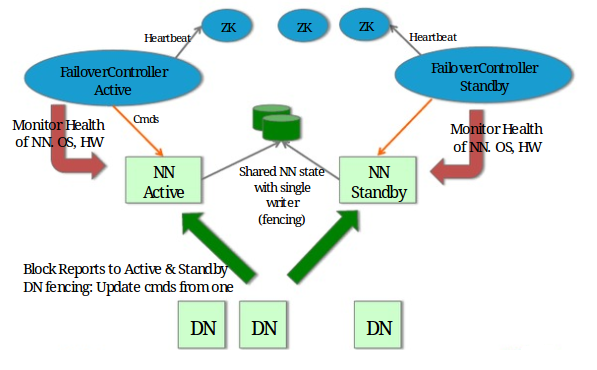 ZK
ZK
ZK
Heartbeat
Heartbeat
FailoverController
Active
FailoverController
Standby
Cmds
Monitor Health
of NN. OS, HW
Monitor Health
of NN. OS, HW
NN
Active
Shared NN state
with single
writer
(fencing)
NN
Standby
Block Reports to Active & Standby
DN fencing: Update cmds from one
DN
DN
DN